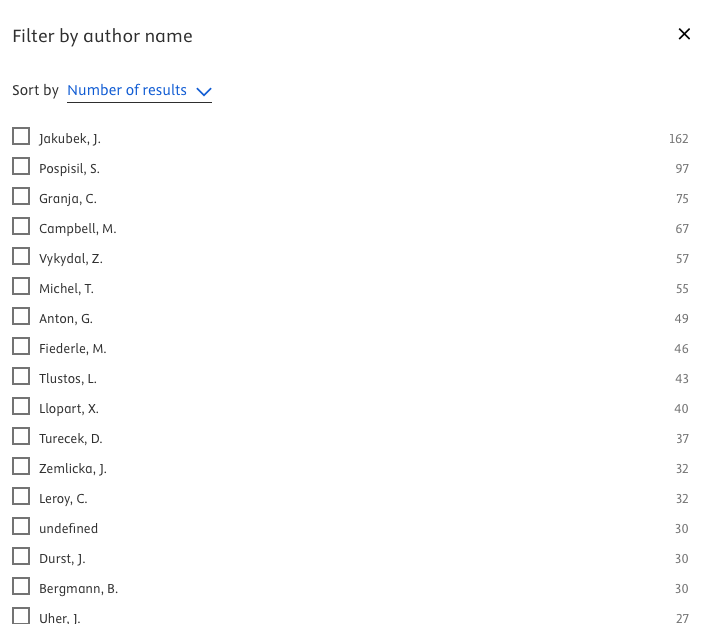 Filter by author name
Sort by Number of results
Jakubek, J. 162
Pospisil, S. 97
Granja, C. 75
Campbell, M. 67
Vykydal, Z. 57
Michel, T. 55
Anton, G. 49
Fiederle, M. 46
Tlustos, L. 43
Llopart, X. 40
Turecek, D. 37
Zemlicka, J. 32
Leroy, C. 32
undefined 30
Durst, J. 30
Bergmann, B. 30
Uher, J. 27